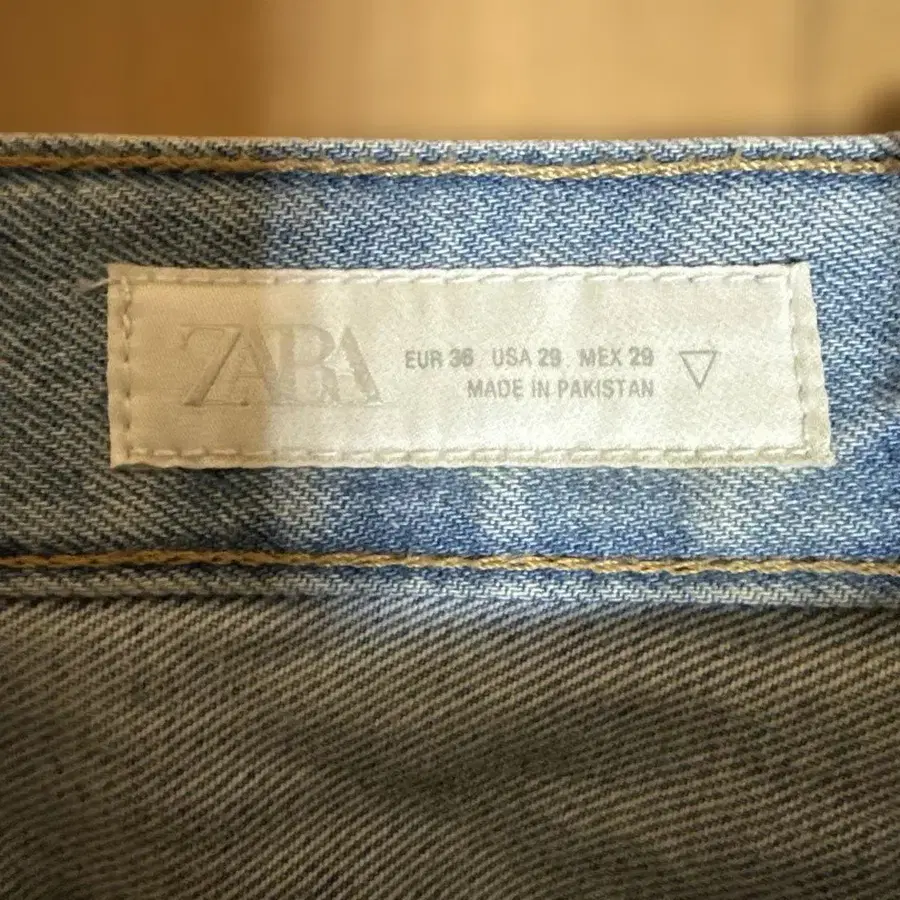 ZARA
EUR 36 USA 29 MEX 29
MADE IN PAKISTAN